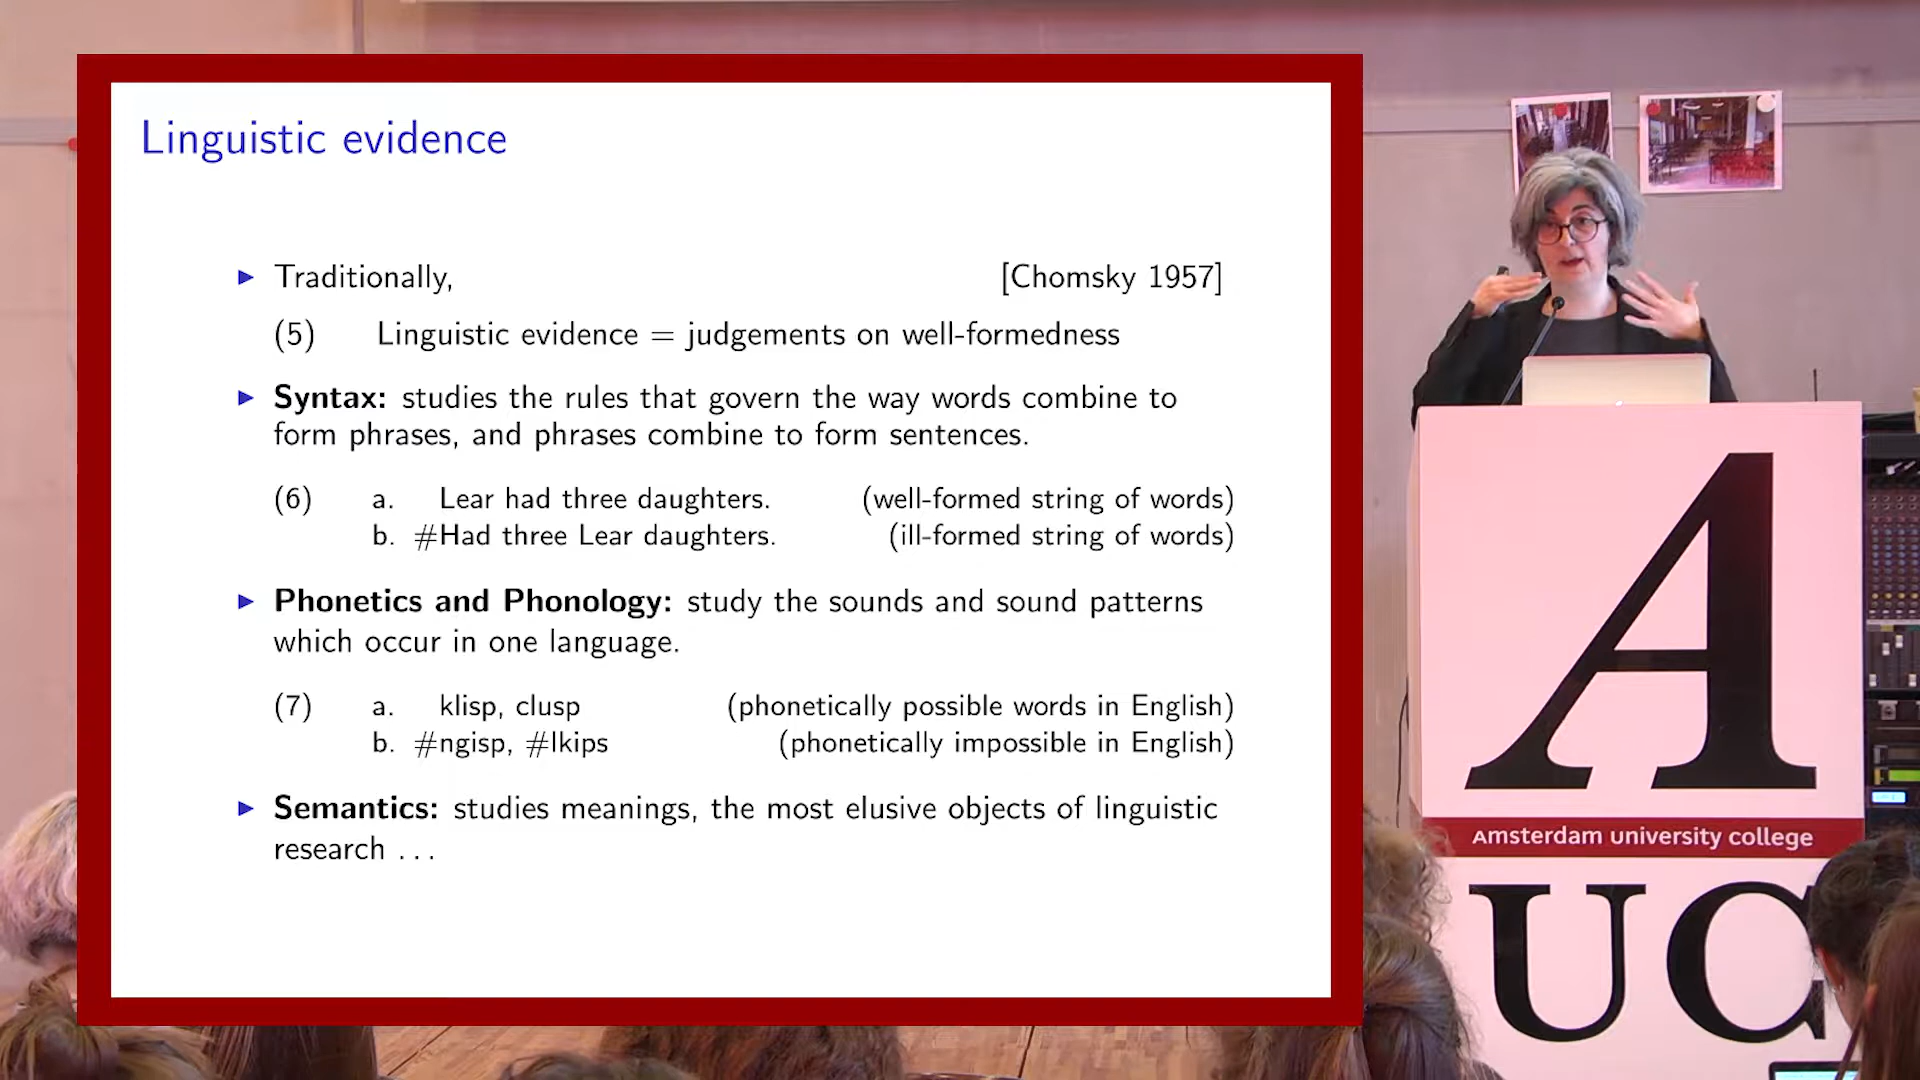 Linguistic evidence
▶ Traditionally, [Chomsky 1957]
(5) Linguistic evidence = judgements on well-formedness
▶ Syntax: studies the rules that govern the way words combine to
form phrases, and phrases combine to form sentences.
(6) a. Lear had three daughters. (well-formed string of words)
b. #Had three Lear daughters. (ill-formed string of words)
▶ Phonetics and Phonology: study the sounds and sound patterns
which occur in one language.
(7) a. klisp, clusp (phonetically possible words in English)
b. #ngisp, #lkips (phonetically impossible in English)
▶ Semantics: studies meanings, the most elusive objects of linguistic
research . . .
A
Amsterdam university college
UC